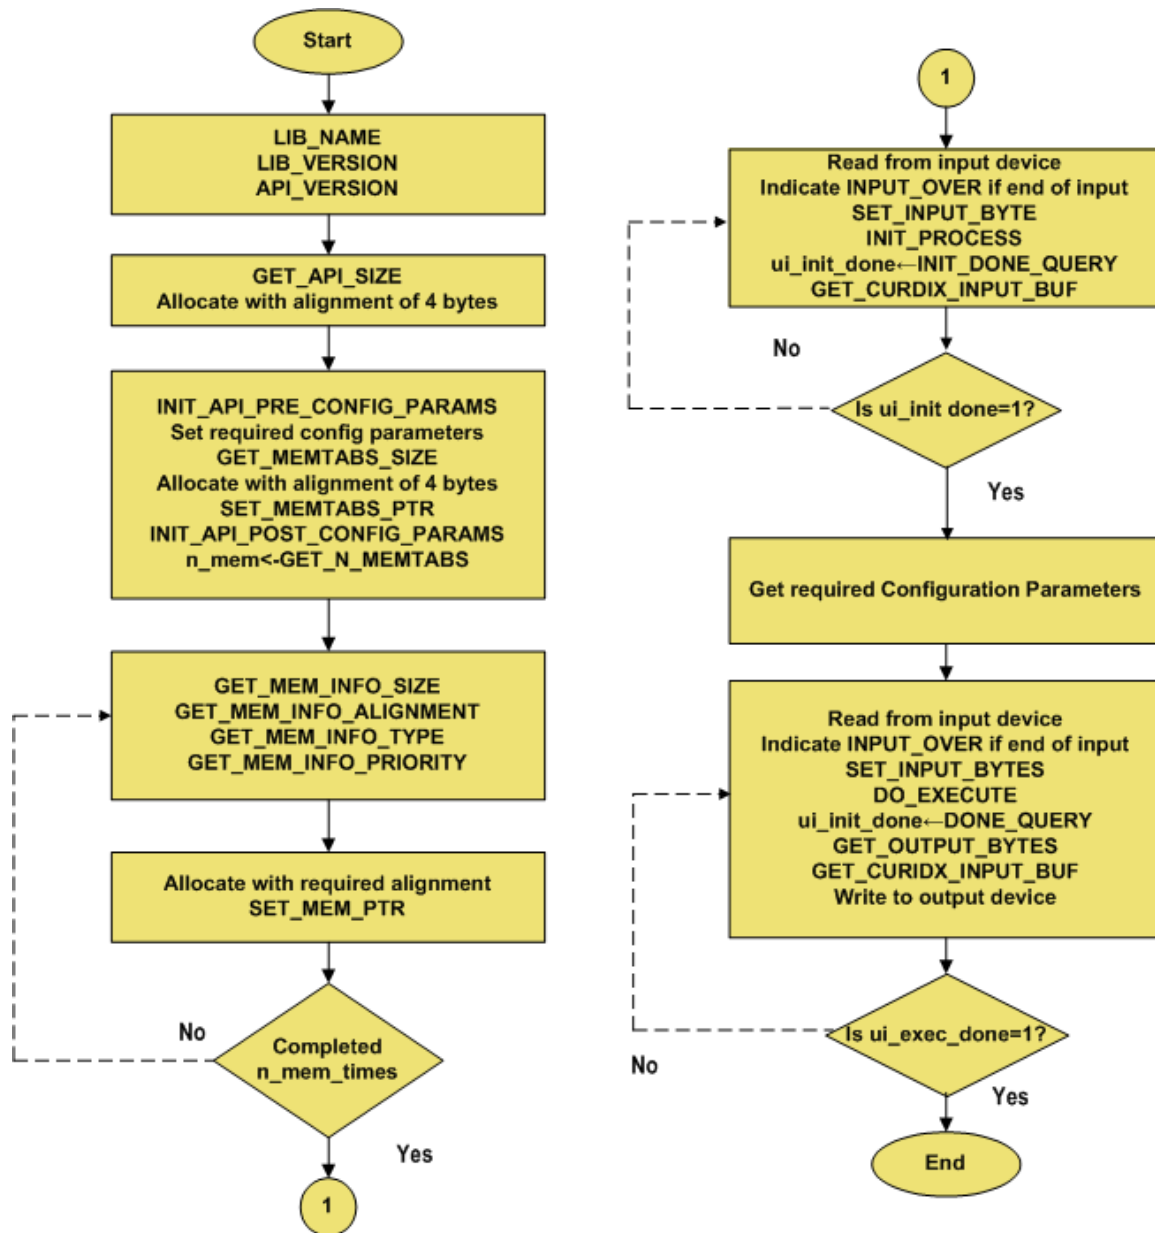 Start
LIB_NAME
LIB_VERSION
API_VERSION
GET_API_SIZE
Allocate with alignment of 4 bytes
INIT_API_PRE_CONFIG_PARAMS
Set required config parameters
GET_MEMTABS_SIZE
Allocate with alignment of 4 bytes
SET_MEMTABS_PTR
INIT_API_POST_CONFIG_PARAMS
n_mem<-GET_N_MEMTABS
GET_MEM_INFO_SIZE
GET_MEM_INFO_ALIGNMENT
GET_MEM_INFO_TYPE
GET_MEM_INFO_PRIORITY
Allocate with required alignment
SET_MEM_PTR
No
Completed
n_mem_times
Yes
1
1
Read from input device
Indicate INPUT_OVER if end of input
SET_INPUT_BYTE
INIT_PROCESS
ui_init_done←INIT_DONE_QUERY
GET_CURDIX_INPUT_BUF
No
Is ui_init done=1?
Yes
Get required Configuration Parameters
Read from input device
Indicate INPUT_OVER if end of input
SET_INPUT_BYTES
DO_EXECUTE
ui_init_done←DONE_QUERY
GET_OUTPUT_BYTES
GET_CURIDX_INPUT_BUF
Write to output device
Is ui_exec_done=1?
No
Yes
End